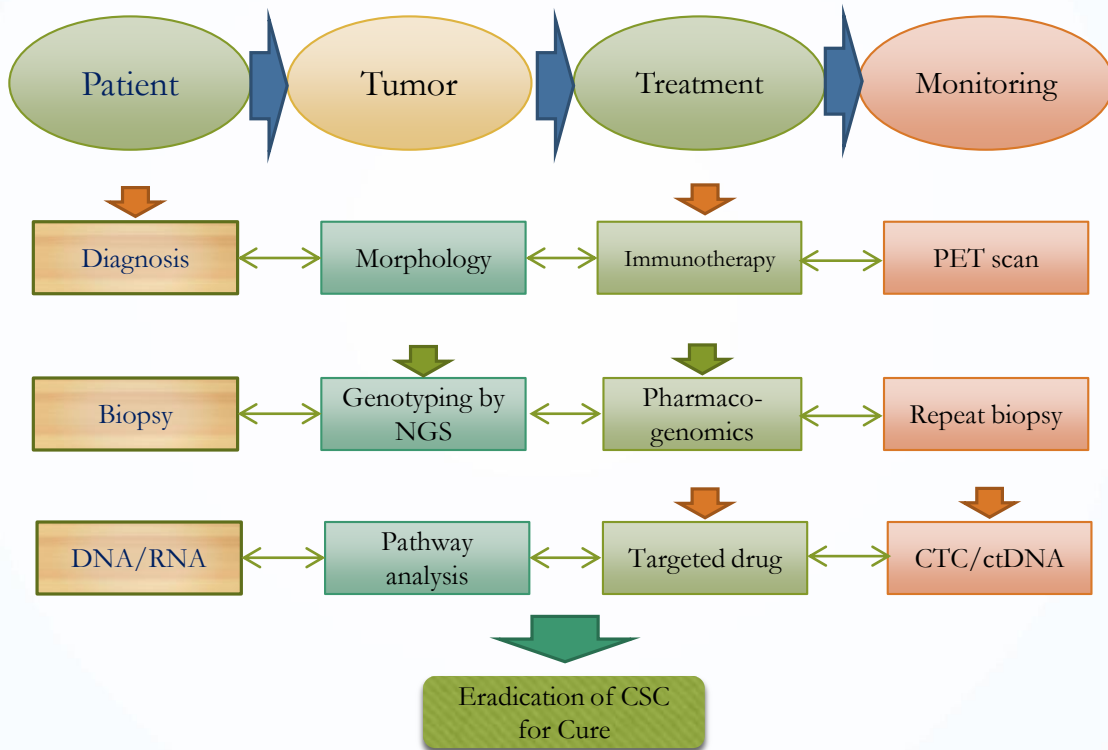 Patient
Tumor
Treatment
Monitoring
Diagnosis
Morphology
Immunotherapy
PET scan
Biopsy
Genotyping by
NGS
Pharmaco-
genomics
Repeat biopsy
DNA/RNA
Pathway
analysis
Targeted drug
CTC/ctDNA
Eradication of CSC
for Cure